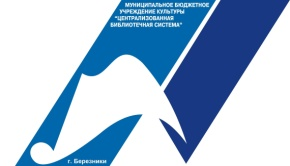 МУНИЦИПАЛЬНОЕ БЮДЖЕТНОЕ
УЧРЕЖДЕНИЕ КУЛЬТУРЫ
"ЦЕНТРАЛИЗОВАННАЯ
БИБЛИОТЕЧНАЯ СИСТЕМА"
г. Березники